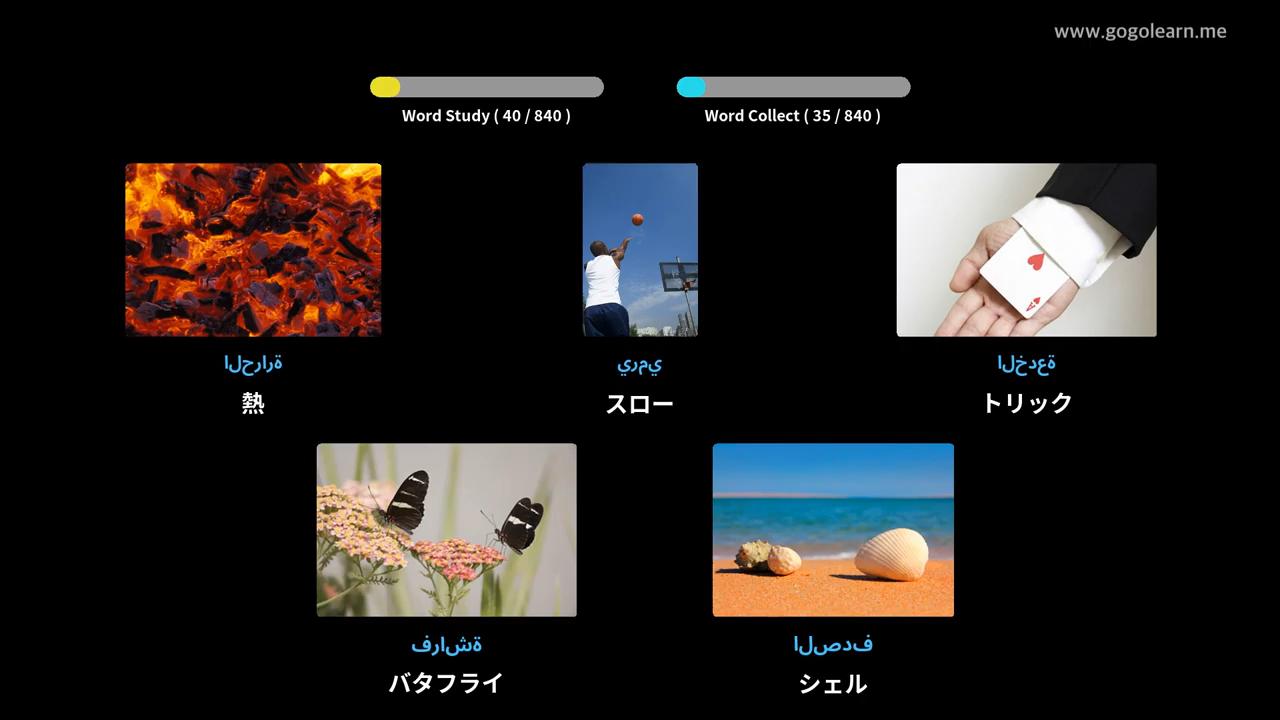 www.gogolearn.me
Word Study ( 40 / 840 )
Word Collect ( 35 / 840 )
الحرارة
熱
يرمي
スロー
الخدعة
トリック
فراشة
バタフライ
الصدف
シェル